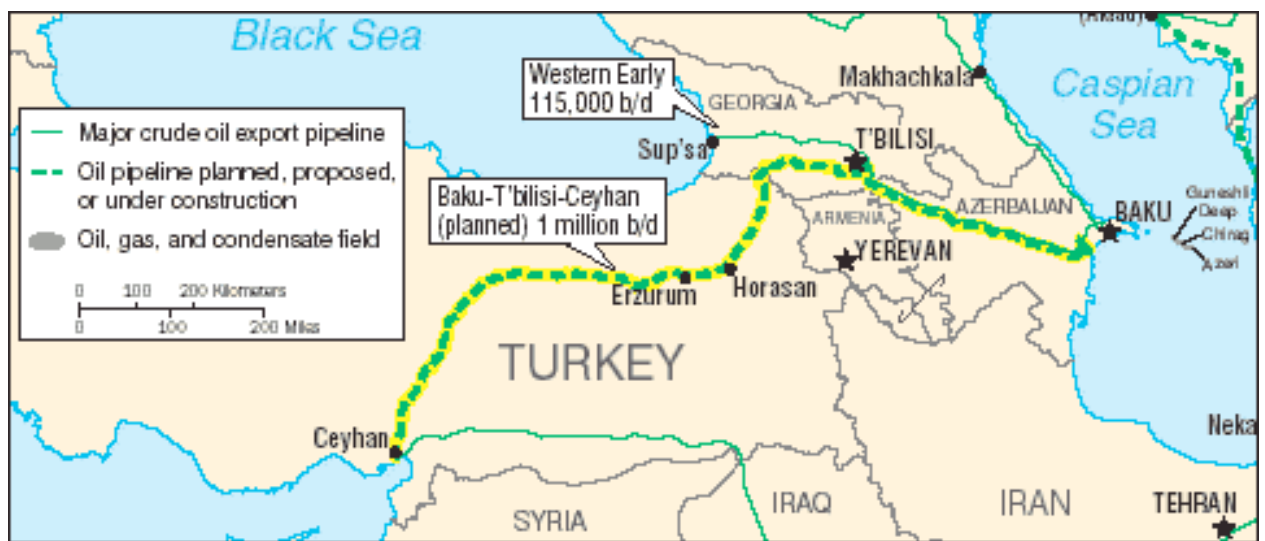 Black Sea
Caspian
Sea
Western Early
115,000 b/d
GEORGIA
Makhachkala
Sup'sa
T'BILISI
Major crude oil export pipeline
Oil pipeline planned, proposed,
or under construction
Oil, gas, and condensate field
0 100 200 Kilometers
0 100 200 Miles
Baku-T'bilisi-Ceyhan
(planned) 1 million b/d
ARMENIA
AZERBAIJAN
BAKU
Guneshli
Deep
Chirag
Azeri
YEREVAN
Erzurum
Horasan
TURKEY
Ceyhan
Neka
SYRIA
IRAQ
IRAN
TEHRAN